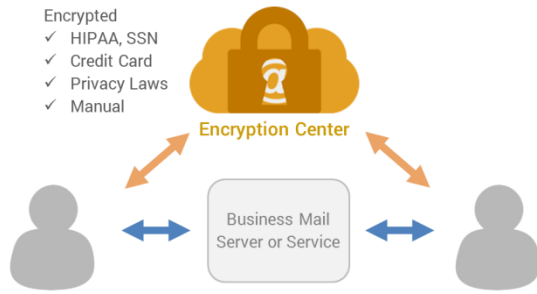 Encrypted
✓ HIPAA, SSN
✓ Credit Card
✓ Privacy Laws
✓ Manual
@
Encryption Center
Business Mail
Server or Service